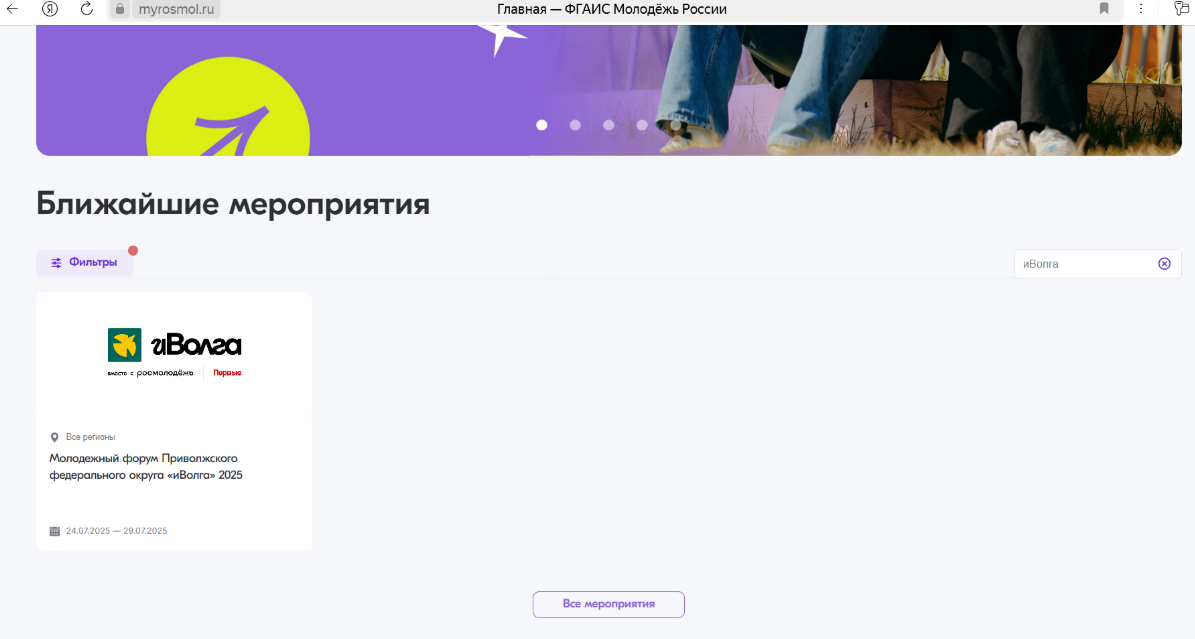 myrosmol.ru
Главная — ФГАИС Молодёжь России
Ближайшие мероприятия
Фильтры
иВолга
иВолга
вместе с росмолодёжь
Первые
Все регионы
Молодежный форум Приволжского
федерального округа «иВолга» 2025
24.07.2025 — 29.07.2025
Все мероприятия